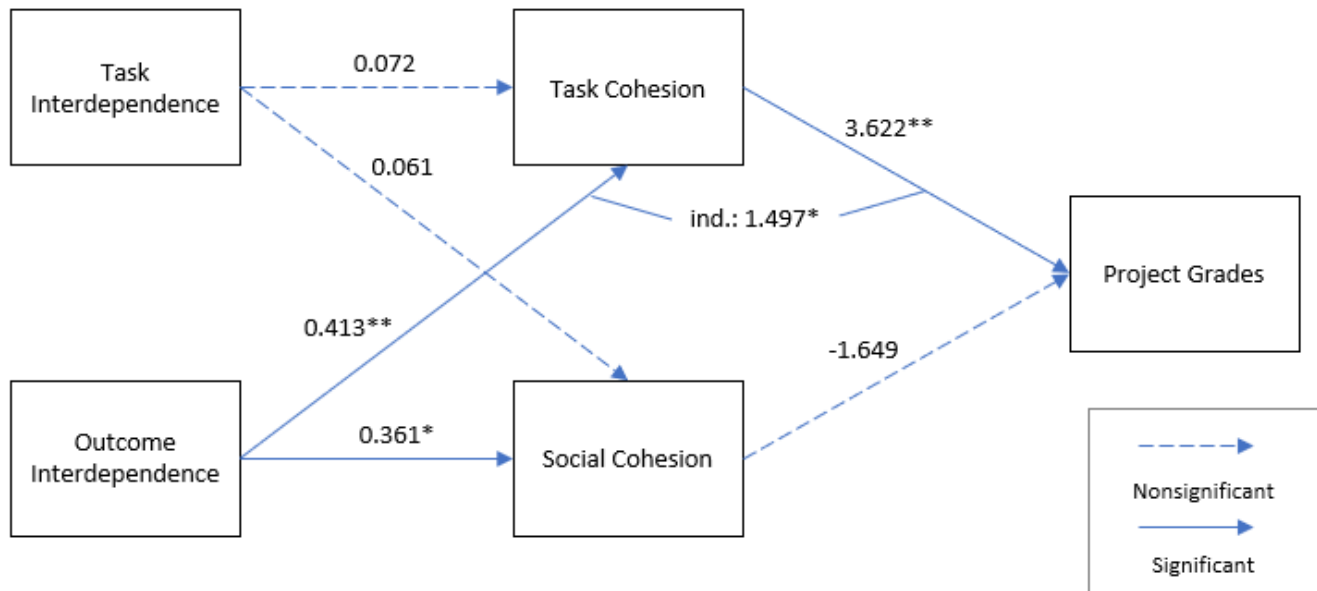 Task
Interdependence
0.072
Task Cohesion
3.622**
0.061
ind.: 1.497*
Project Grades
0.413**
-1.649
Outcome
Interdependence
0.361*
Social Cohesion
Nonsignificant
Significant